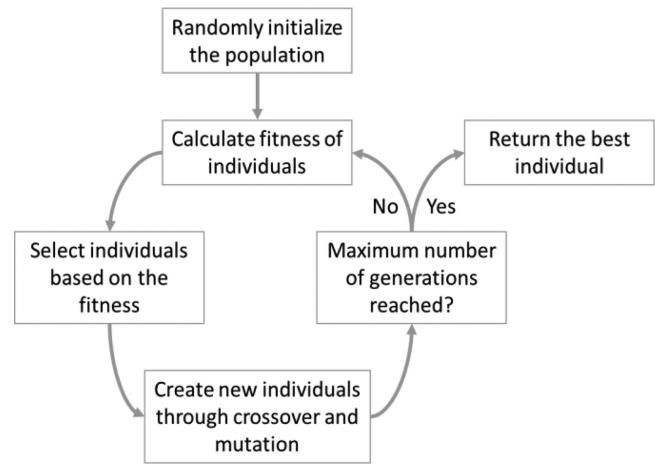 Randomly initialize
the population
Calculate fitness of
individuals
Return the best
individual
No
Yes
Select individuals
based on the
fitness
Maximum number
of generations
reached?
Create new individuals
through crossover and
mutation